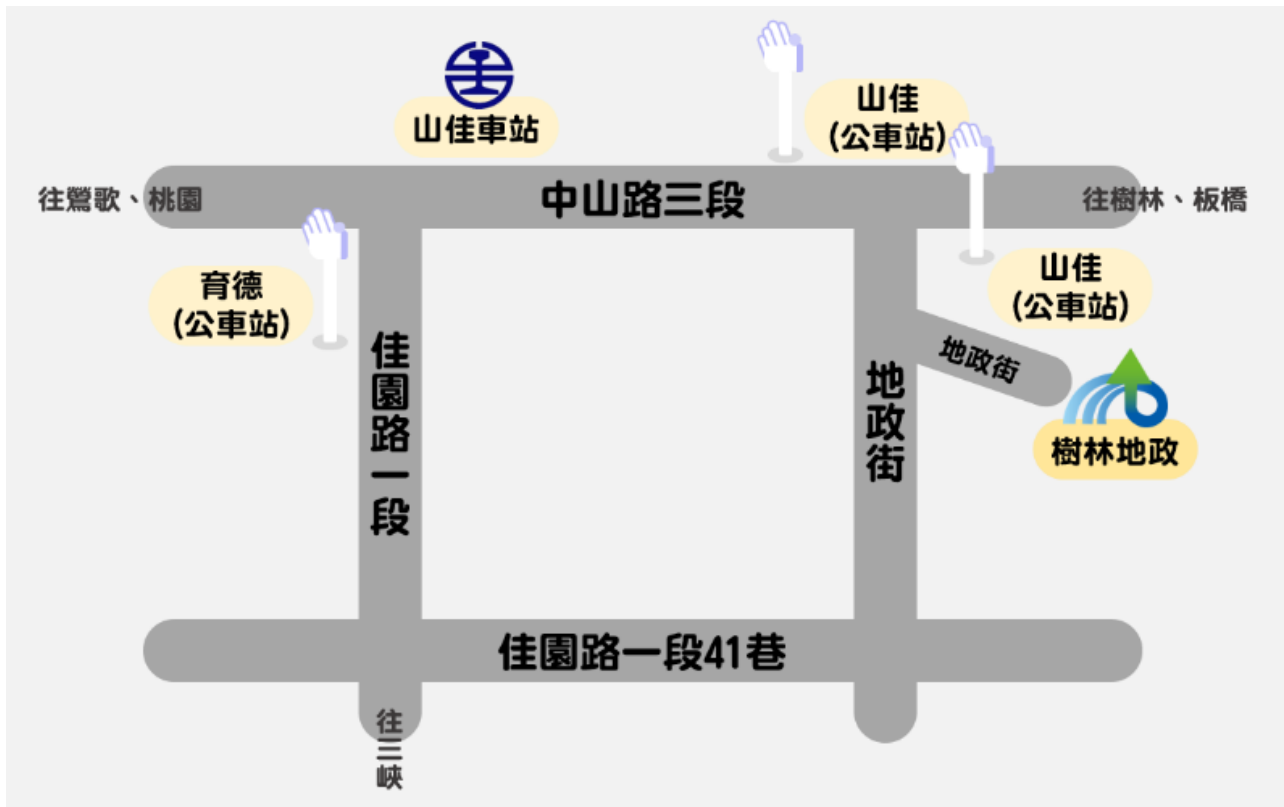 山佳車站
山佳
(公車站)
往鶯歌、桃園
中山路三段
往樹林、板橋
育德
(公車站)
山佳
(公車站)
佳園路一段
地政街
地政街
樹林地政
佳園路一段41巷
往三峽